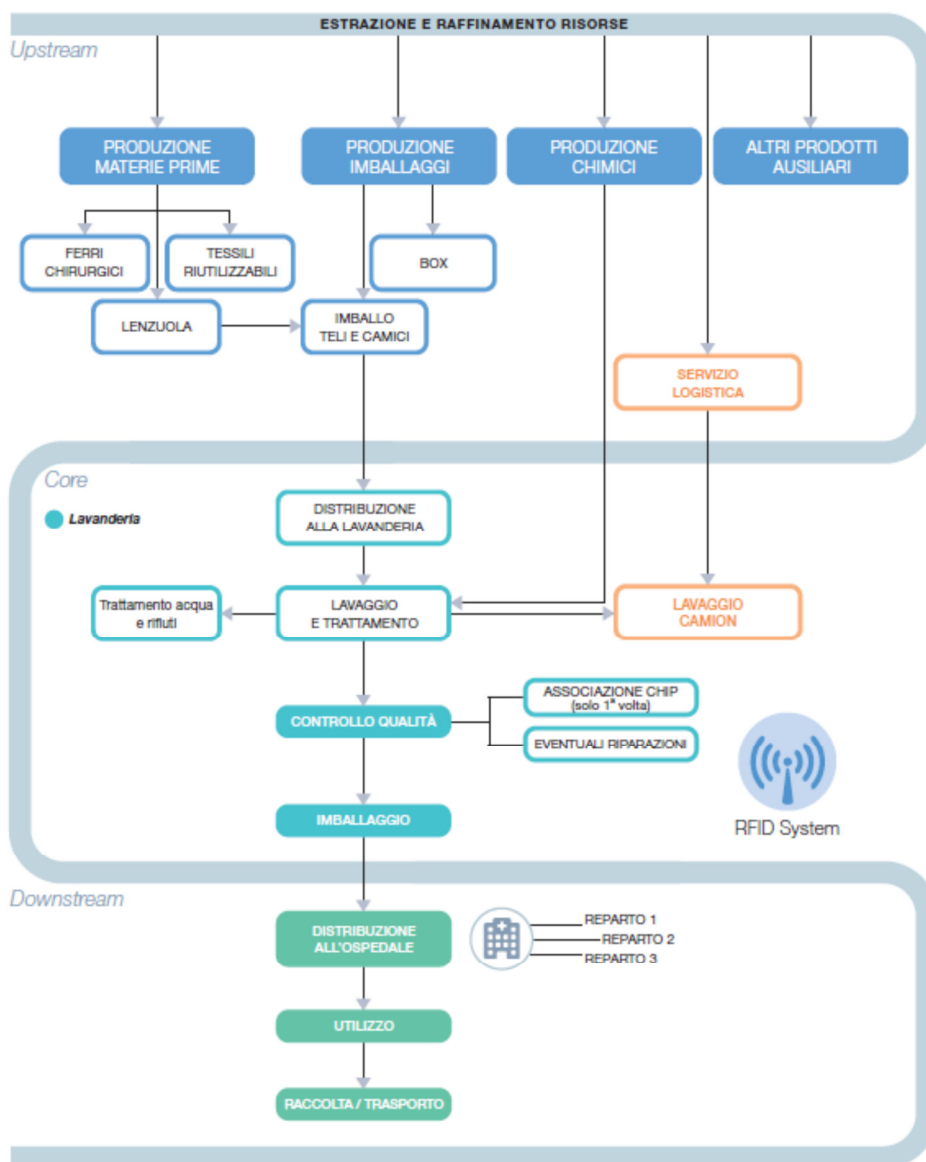 ESTRAZIONE E RAFFINAMENTO RISORSE
Upstream
PRODUZIONE
MATERIE PRIME
PRODUZIONE
IMBALLAGGI
PRODUZIONE
CHIMICI
ALTRI PRODOTTI
AUSILIARI
FERRI
CHIRURGICI
TESSILI
RIUTILIZZABILI
BOX
LENZUOLA
IMBALLO
TELI E CAMICI
SERVIZIO
LOGISTICA
Core
Lavanderia
DISTRIBUZIONE
ALLA LAVANDERIA
Trattamento acqua
e rifiuti
LAVAGGIO
E TRATTAMENTO
LAVAGGIO
CAMION
CONTROLLO QUALITÀ
ASSOCIAZIONE CHIP
(solo 1ª volta)
EVENTUALI RIPARAZIONI
IMBALLAGGIO
RFID System
Downstream
DISTRIBUZIONE
ALL'OSPEDALE
REPARTO 1
REPARTO 2
REPARTO 3
UTILIZZO
RACCOLTA / TRASPORTO